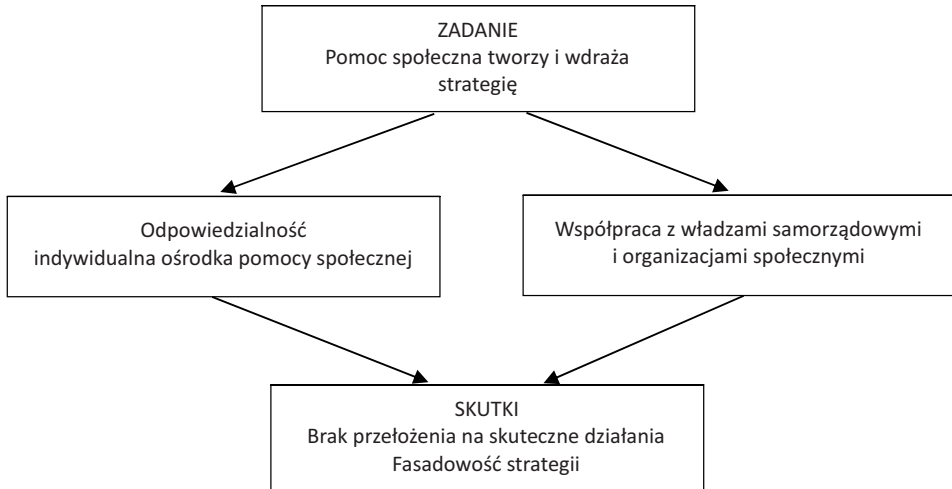 ZADANIE
Pomoc społeczna tworzy i wdraża
strategię
Odpowiedzialność
indywidualna ośrodka pomocy społecznej
Współpraca z władzami samorządowymi
i organizacjami społecznymi
SKUTKI
Brak przełożenia na skuteczne działania
Fasadowość strategii